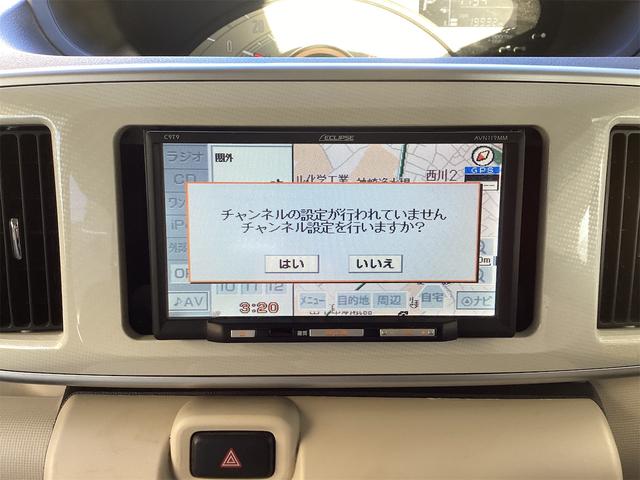 C9T9
ECLIPSE
AVN119MM
ラジオ
圏外
西川2
GPS
CD
チャンネルの設定が行われていません
チャンネル設定を行いますか？
はい
いいえ
10 11 12
♪AV
3:20
メニュー
目的地
周辺
自宅
ナビ